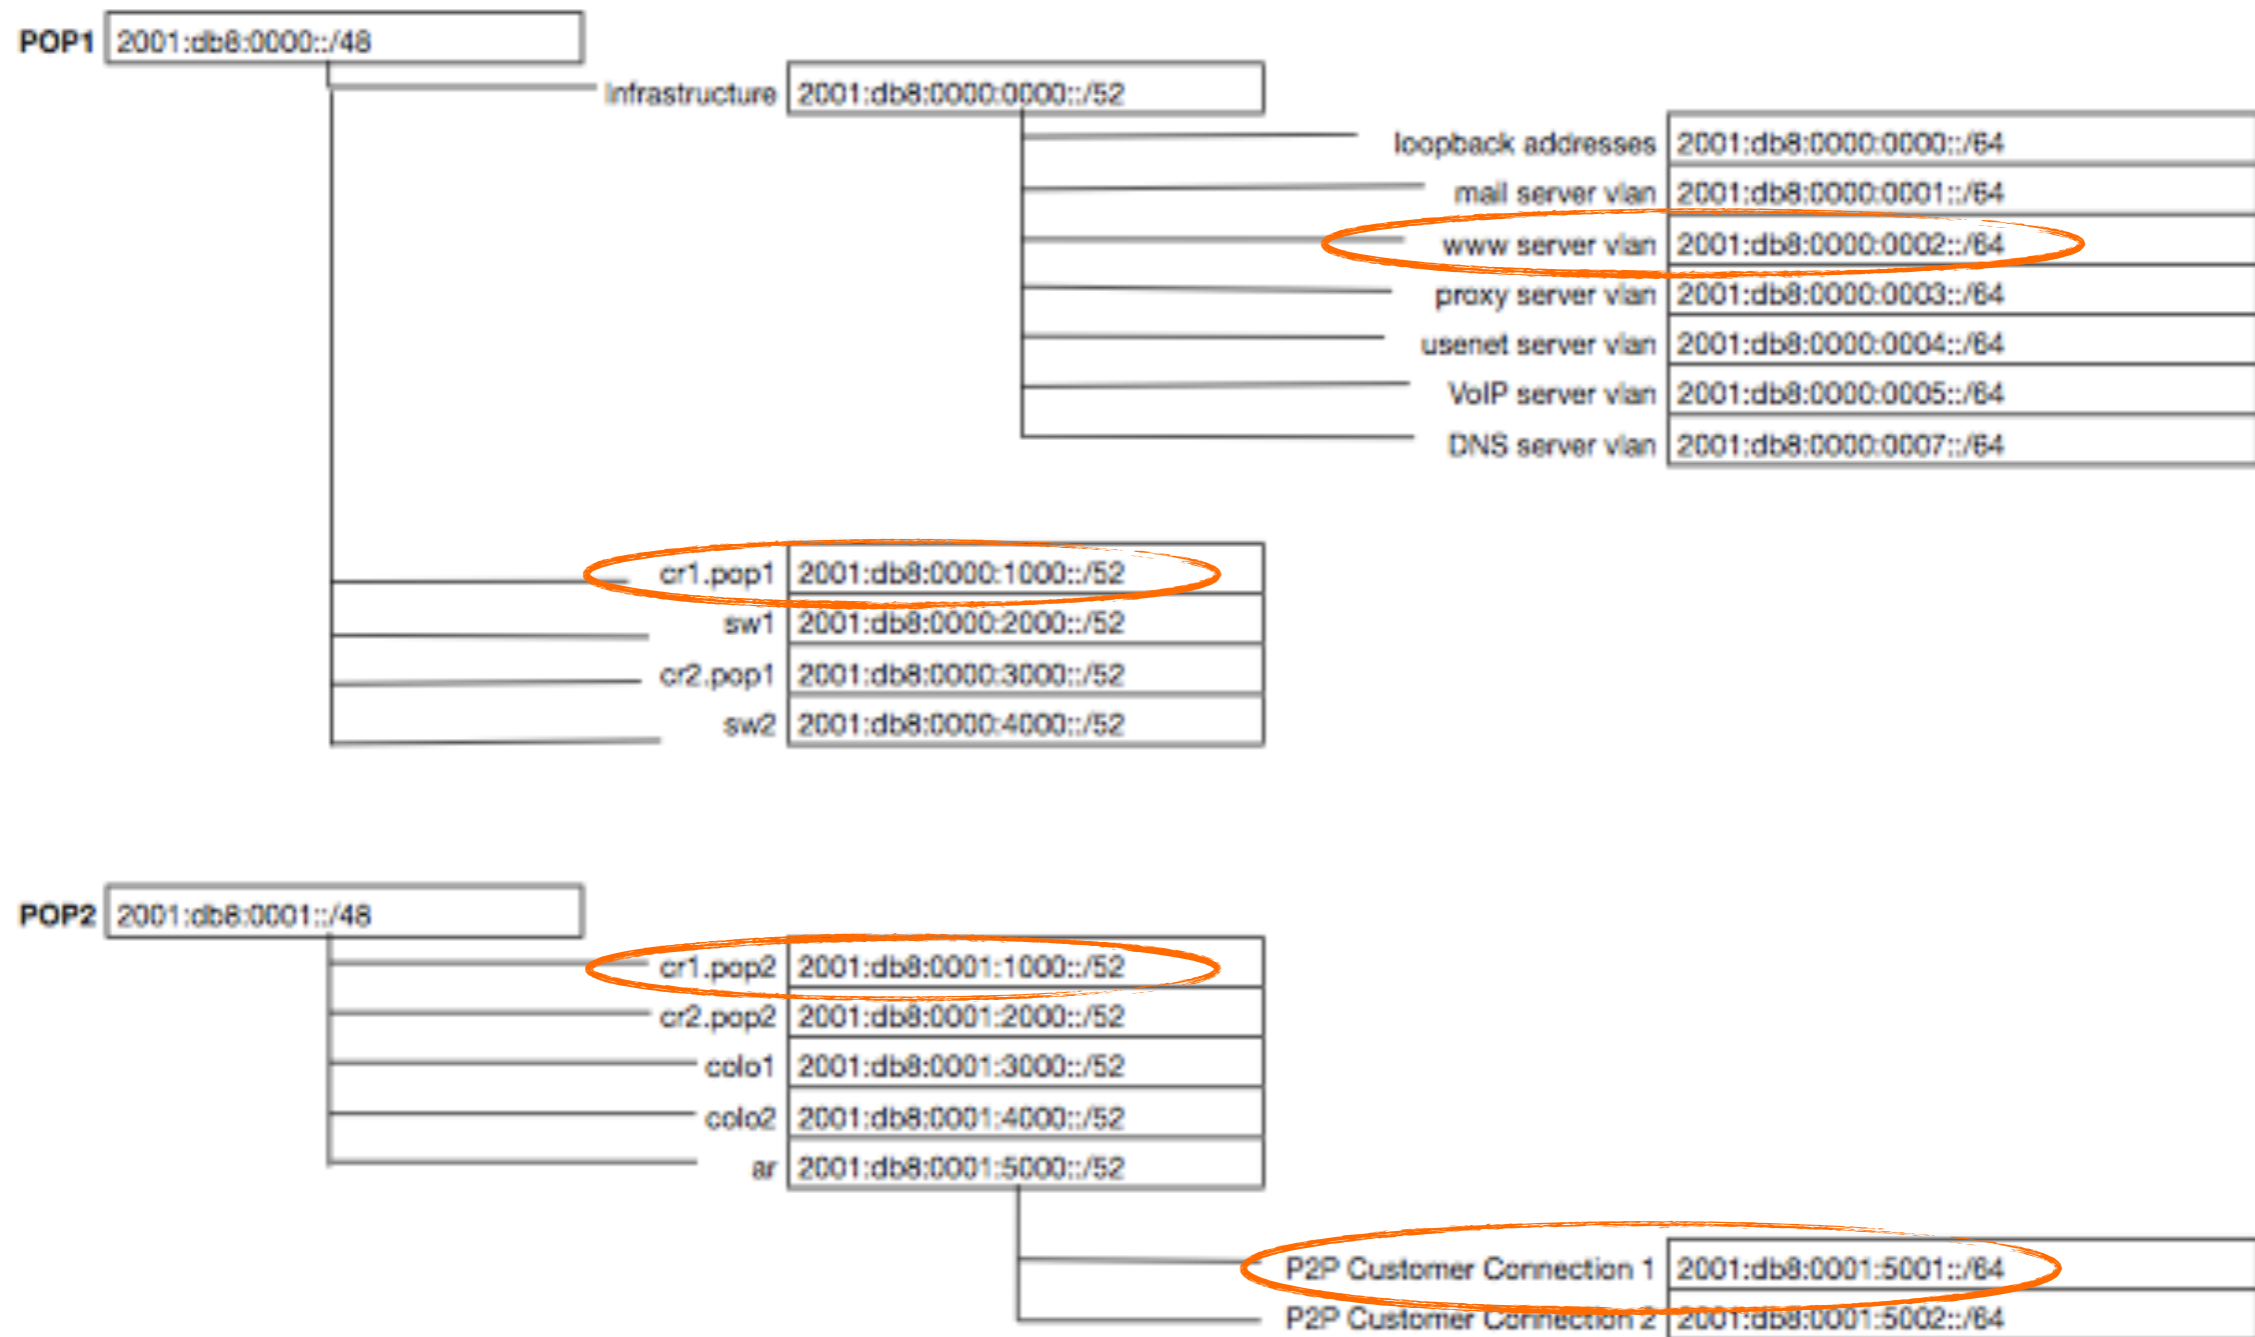 POP1 2001:db8:0000::/48
Infrastructure 2001:db8:0000:0000::/52
loopback addresses 2001:db8:0000:0000::/64
mail server vlan 2001:db8:0000:0001::/64
www server vlan 2001:db8:0000:0002::/64
proxy server vlan 2001:db8:0000:0003::/64
usenet server vlan 2001:db8:0000:0004::/64
VoIP server vlan 2001:db8:0000:0005::/64
DNS server vlan 2001:db8:0000:0007::/64
cr1.pop1 2001:db8:0000:1000::/52
sw1 2001:db8:0000:2000::/52
cr2.pop1 2001:db8:0000:3000::/52
sw2 2001:db8:0000:4000::/52
POP2 2001:db8:0001::/48
cr1.pop2 2001:db8:0001:1000::/52
cr2.pop2 2001:db8:0001:2000::/52
colo1 2001:db8:0001:3000::/52
colo2 2001:db8:0001:4000::/52
ar 2001:db8:0001:5000::/52
P2P Customer Connection 1 2001:db8:0001:5001::/64
P2P Customer Connection 2 2001:db8:0001:5002::/64